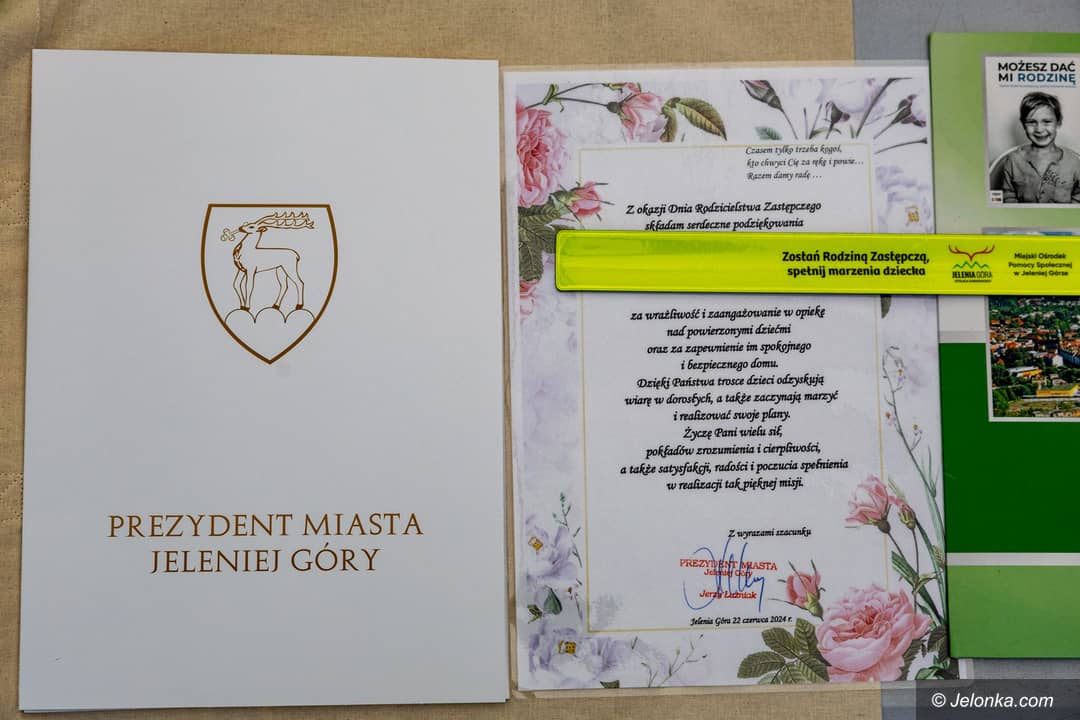 PREZYDENT MIASTA
JELENIEJ GÓRY
Czasem tylko trzeba kogoś,
kto chwyci Cię za rękę i powie...
Razem damy radę ...
Z okazji Dnia Rodzicielstwa Zastępczego
składam serdeczne podziękowania
Zostań Rodziną Zastępczą,
spełnij marzenia dziecka
JELENIA GÓRA
Miejski Ośrodek
Pomocy Społecznej
w Jeleniej Górze
za wrażliwość i zaangażowanie w opiekę
nad powierzonymi dziećmi
oraz za zapewnienie im spokojnego
i bezpiecznego domu.
Dzięki Państwa trosce dzieci odzyskują
wiarę w dorosłych, a także zaczynają marzyć
i realizować swoje plany.
Życzę Pani wielu sił,
pokładów zrozumienia i cierpliwości,
a także satysfakcji, radości i poczucia spełnienia
w realizacji tak pięknej misji.
Z wyrazami szacunku
PREZYDENT MIASTA
Jeleniej Góry
Jerzy Łużniak
Jelenia Góra 22 czerwca 2024 r.
MOŻESZ DAĆ
MI RODZINĘ
© Jelonka.com